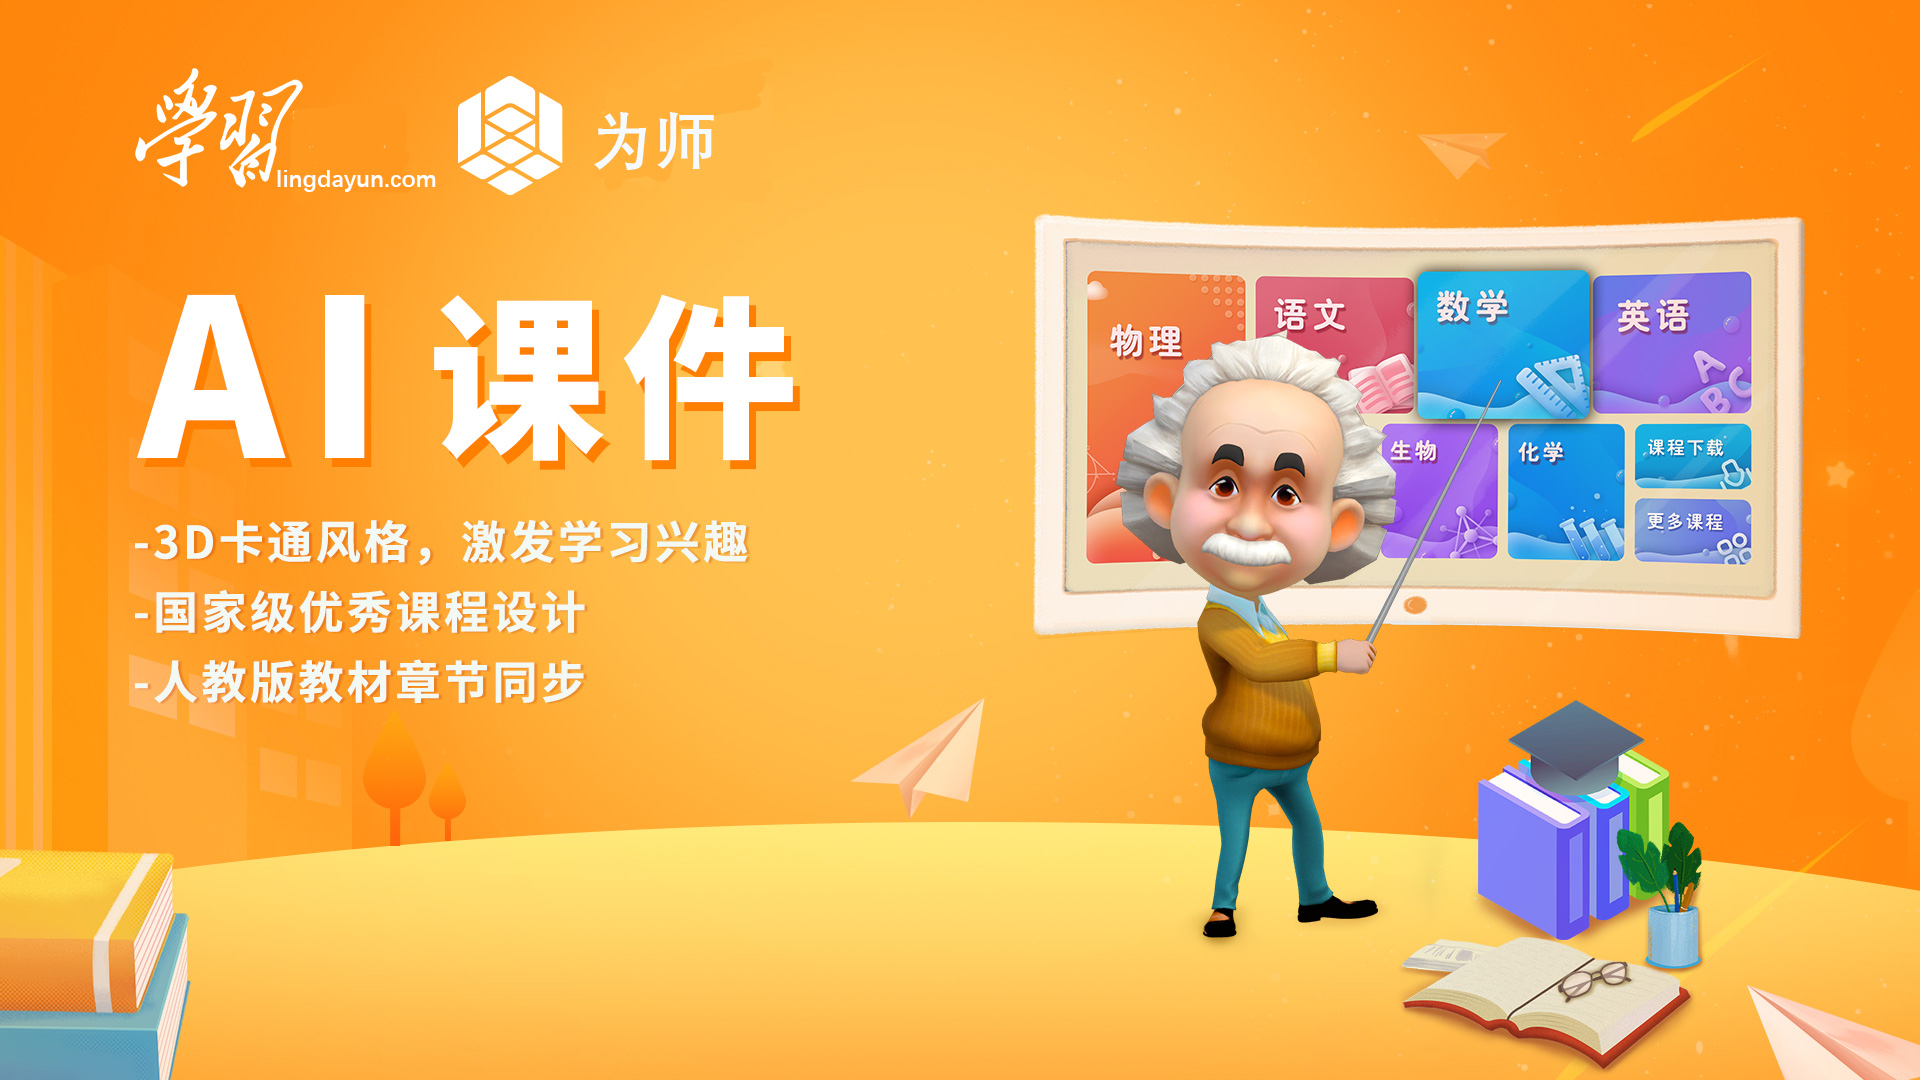 學習
lingdayun.com
为师
AI课件
-3D卡通风格，激发学习兴趣
-国家级优秀课程设计
-人教版教材章节同步
物理
语文
数学
英语
A
B C
生物
化学
课程下载
更多课程